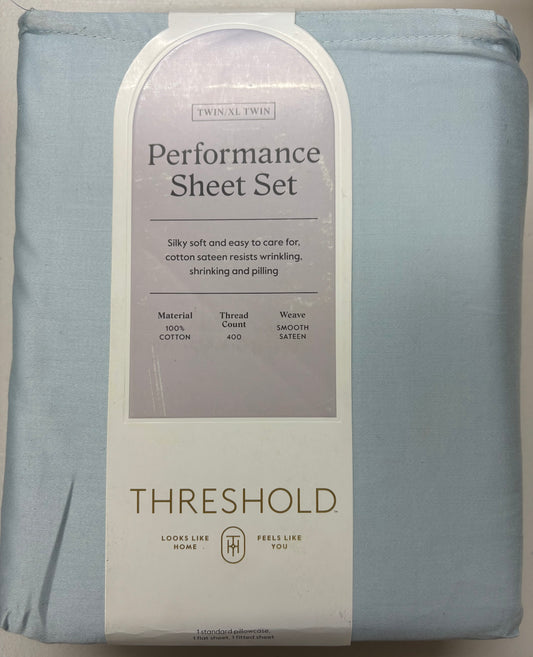 TWIN/XL TWIN
Performance
Sheet Set
Silky soft and easy to care for,
cotton sateen resists wrinkling,
shrinking and pilling
Material
100%
COTTON
Thread
Count
400
Weave
SMOOTH
SATEEN
THRESHOLD™
LOOKS LIKE
HOME
FEELS LIKE
YOU
1 standard pillowcase,
1 flat sheet, 1 fitted sheet